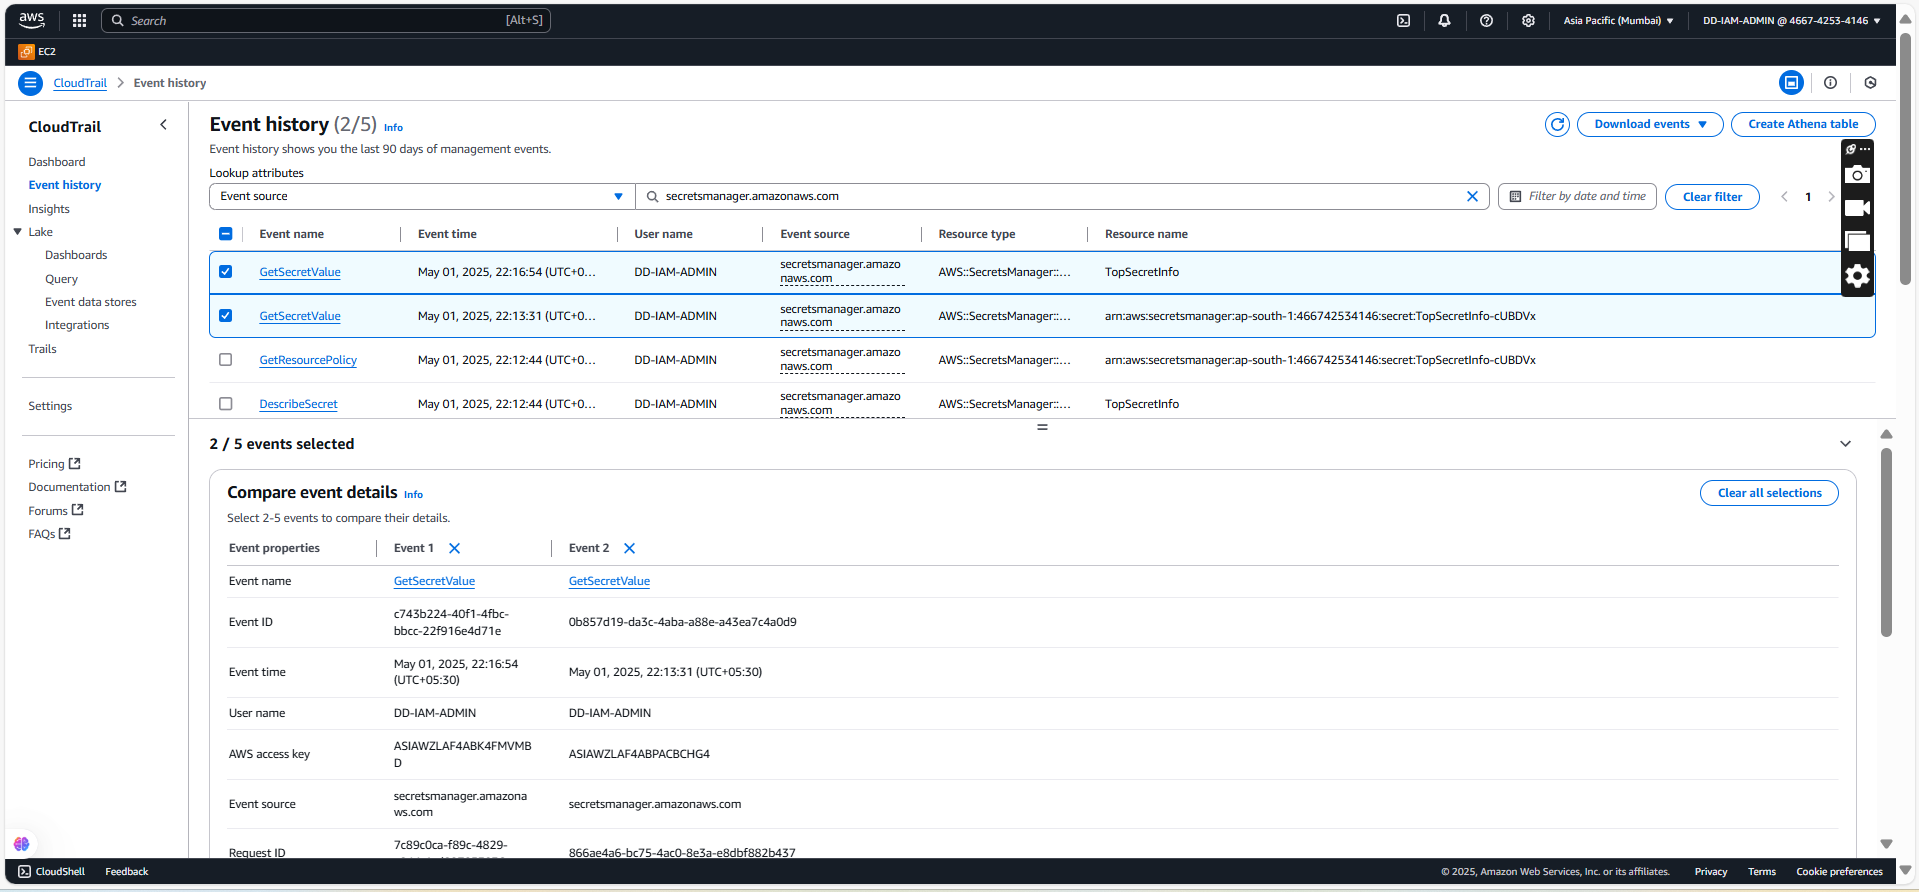 aws
Search [Alt+S]
Asia Pacific (Mumbai)
DD-IAM-ADMIN @ 4667-4253-4146
EC2
CloudTrail > Event history
CloudTrail
Dashboard
Event history
Insights
Lake
Dashboards
Query
Event data stores
Integrations
Trails
Settings
Pricing
Documentation
Forums
FAQs
Event history (2/5) Info
Download events
Create Athena table
Event history shows you the last 90 days of management events.
Lookup attributes
Event source
secretsmanager.amazonaws.com
Filter by date and time
Clear filter
1
Event name Event time User name Event source Resource type Resource name
GetSecretValue May 01, 2025, 22:16:54 (UTC+0... DD-IAM-ADMIN secretsmanager.amazo
naws.com AWS::SecretsManager::... TopSecretInfo
GetSecretValue May 01, 2025, 22:13:31 (UTC+0... DD-IAM-ADMIN secretsmanager.amazo
naws.com AWS::SecretsManager::... arn:aws:secretsmanager:ap-south-1:466742534146:secret:TopSecretInfo-cUBDVx
GetResourcePolicy May 01, 2025, 22:12:44 (UTC+0... DD-IAM-ADMIN secretsmanager.amazo
naws.com AWS::SecretsManager::... arn:aws:secretsmanager:ap-south-1:466742534146:secret:TopSecretInfo-cUBDVx
DescribeSecret May 01, 2025, 22:12:44 (UTC+0... DD-IAM-ADMIN secretsmanager.amazo
naws.com AWS::SecretsManager::... TopSecretInfo
2 / 5 events selected
Compare event details Info
Clear all selections
Select 2-5 events to compare their details.
Event properties Event 1 Event 2
Event name GetSecretValue GetSecretValue
Event ID c743b224-40f1-4fbc-
bbcc-22f916e4d71e 0b857d19-da3c-4aba-a88e-a43ea7c4a0d9
Event time May 01, 2025, 22:16:54
(UTC+05:30) May 01, 2025, 22:13:31 (UTC+05:30)
User name DD-IAM-ADMIN DD-IAM-ADMIN
AWS access key ASIAWZLAF4ABK4FMVMB
D ASIAWZLAF4ABPACBCHG4
Event source secretsmanager.amazona
ws.com secretsmanager.amazonaws.com
Request ID 7c89c0ca-f89c-4829- 866ae4a6-bc75-4ac0-8e3a-e8dbf882b437
CloudShell Feedback
© 2025, Amazon Web Services, Inc. or its affiliates. Privacy Terms Cookie preferences